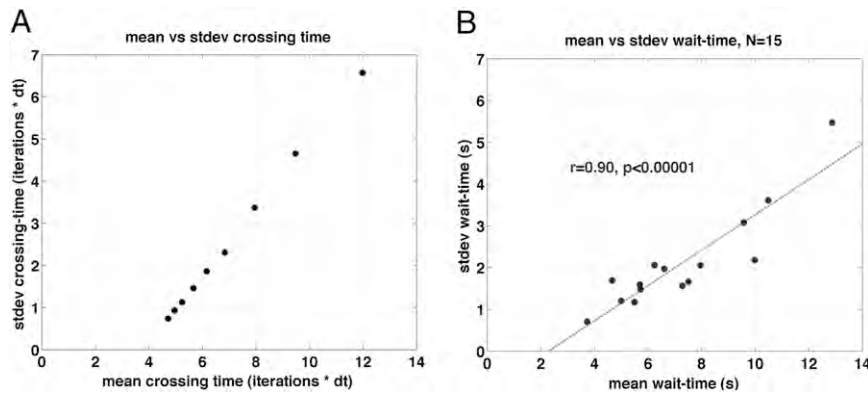 A
mean vs stdev crossing time
stdev crossing-time (iterations * dt)
7
6
5
4
3
2
1
0
0 2 4 6 8 10 12 14
mean crossing time (iterations * dt)
B
mean vs stdev wait-time, N=15
stdev wait-time (s)
7
6
5
4
3
2
1
0
r=0.90, p<0.00001
0 2 4 6 8 10 12 14
mean wait-time (s)